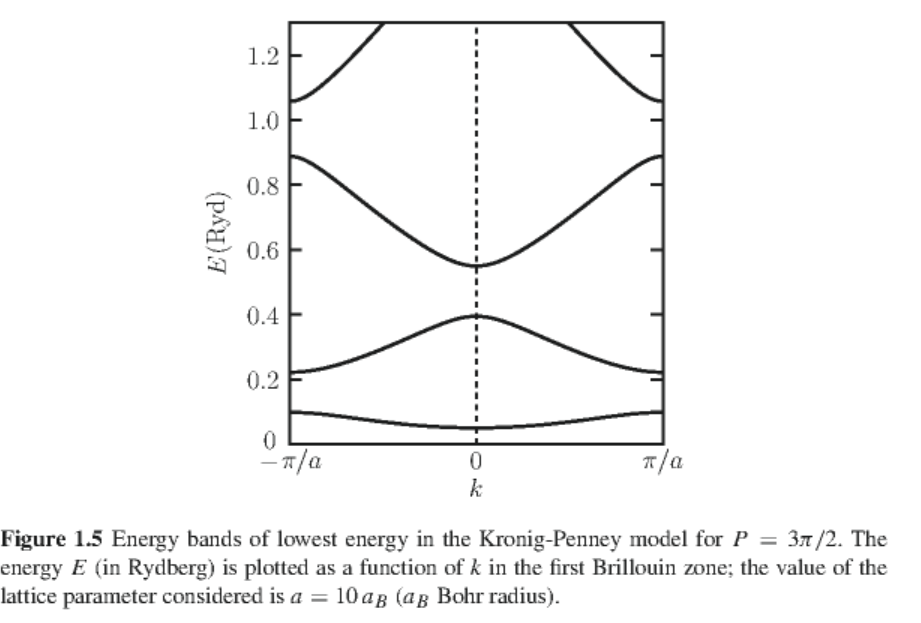 1.2
1.0
0.8
E(Ryd)
0.6
0.4
0.2
0
−π/a 0 π/a
k
Figure 1.5 Energy bands of lowest energy in the Kronig-Penney model for P = 3π/2. The
energy E (in Rydberg) is plotted as a function of k in the first Brillouin zone; the value of the
lattice parameter considered is a = 10 a_B (a_B Bohr radius).